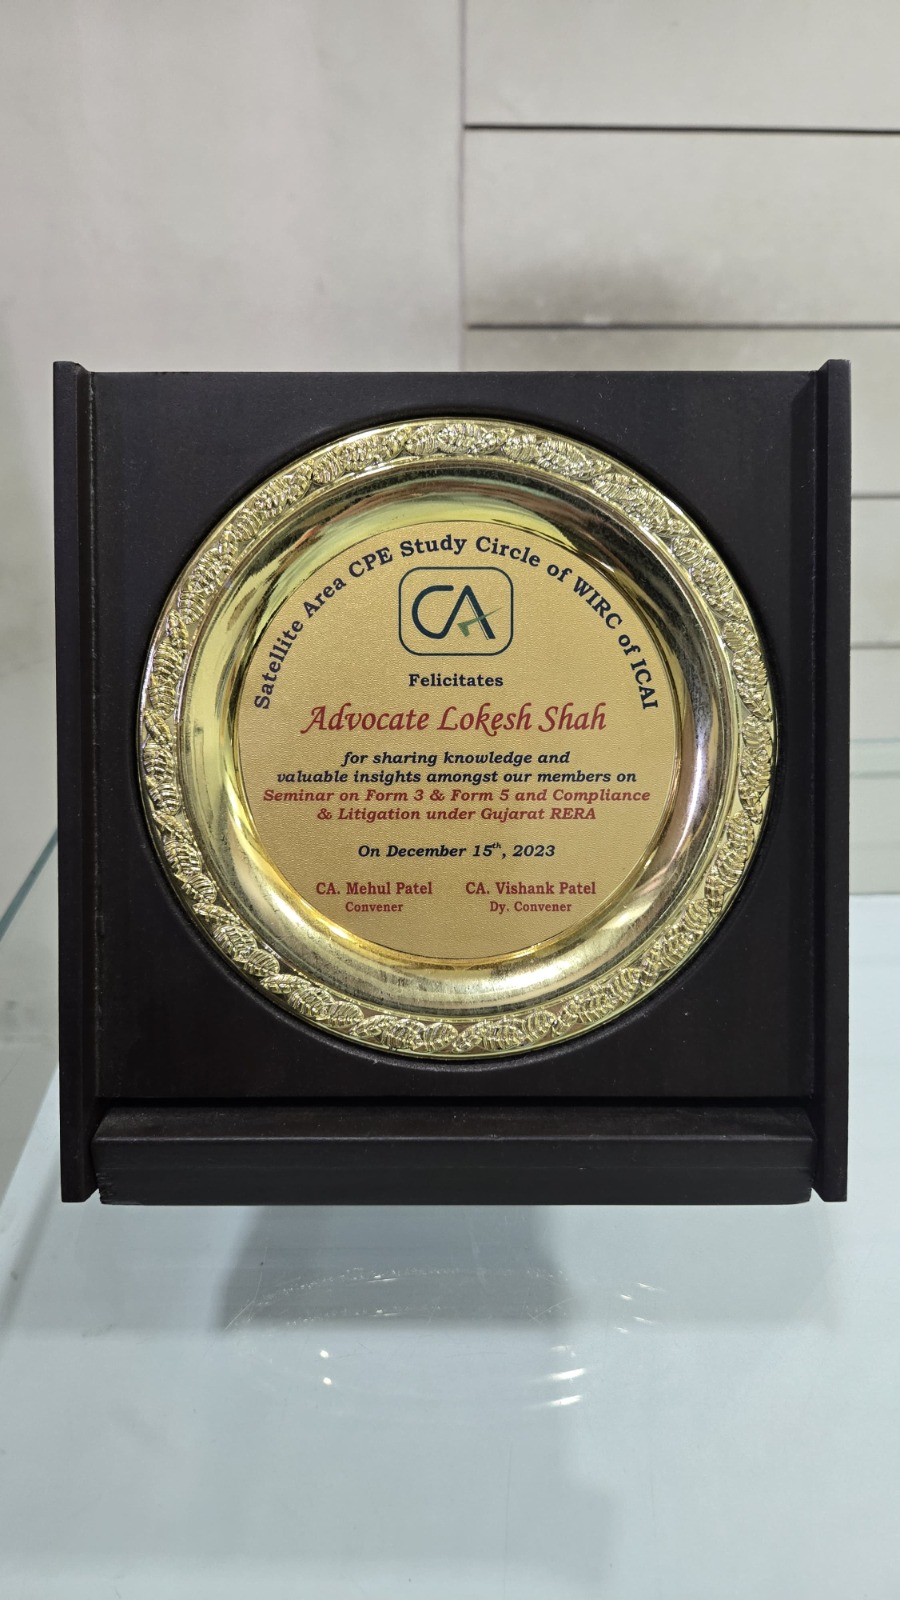 Satellite Area CPE Study Circle of WIRC of ICAI
CA
Felicitates
Advocate Lokesh Shah
for sharing knowledge and
valuable insights amongst our members on
Seminar on Form 3 & Form 5 and Compliance
& Litigation under Gujarat RERA
On December 15th, 2023
CA. Mehul Patel CA. Vishank Patel
Convener Dy. Convener